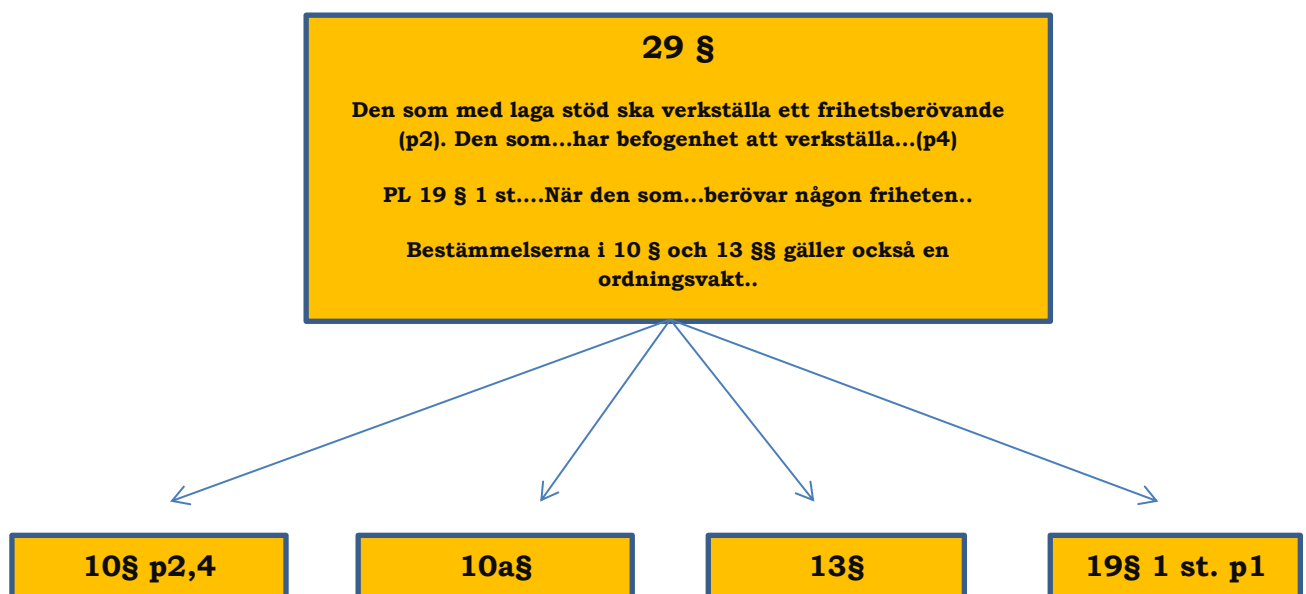 29 §
Den som med laga stöd ska verkställa ett frihetsberövande
(p2). Den som...har befogenhet att verkställa...(p4)
PL 19 § 1 st....När den som...berövar någon friheten..
Bestämmelserna i 10 § och 13 §§ gäller också en
ordningsvakt..
10§ p2,4
10a§
13§
19§ 1 st. p1